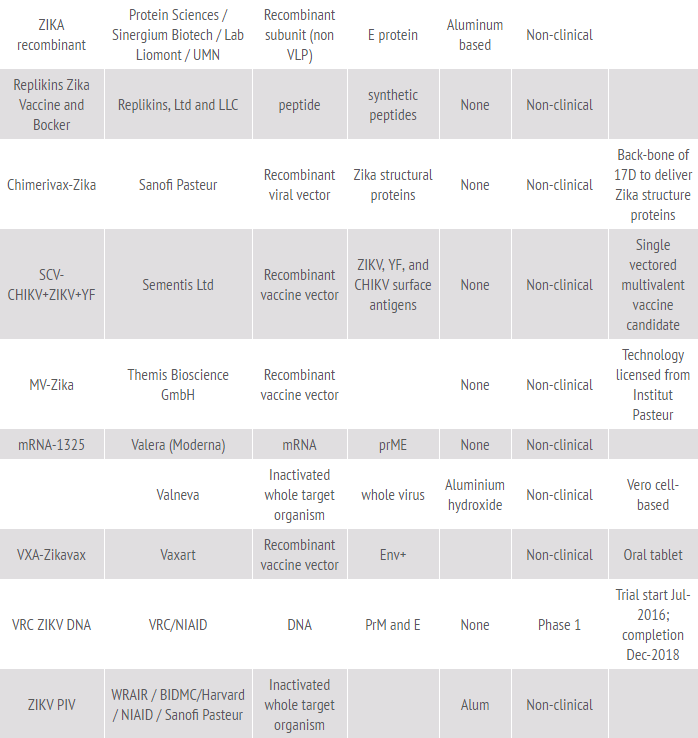 ZIKA
recombinant
Protein Sciences /
Sinergium Biotech / Lab
Liomont / UMN
Recombinant
subunit (non
VLP)
E protein
Aluminum
based
Non-clinical
Replikins Zika
Vaccine and
Bocker
Replikins, Ltd and LLC
peptide
synthetic
peptides
None
Non-clinical
Chimerivax-Zika
Sanofi Pasteur
Recombinant
viral vector
Zika structural
proteins
None
Non-clinical
Back-bone of
17D to deliver
Zika structure
proteins
SCV-
CHIKV+ZIKV+YF
Sementis Ltd
Recombinant
vaccine vector
ZIKV, YF, and
CHIKV surface
antigens
None
Non-clinical
Single
vectored
multivalent
vaccine
candidate
MV-Zika
Themis Bioscience
GmbH
Recombinant
vaccine vector
None
Non-clinical
Technology
licensed from
Institut
Pasteur
mRNA-1325
Valera (Moderna)
mRNA
prME
None
Non-clinical
Valneva
Inactivated
whole target
organism
whole virus
Aluminium
hydroxide
Non-clinical
Vero cell-
based
VXA-Zikavax
Vaxart
Recombinant
vaccine vector
Env+
Non-clinical
Oral tablet
VRC ZIKV DNA
VRC/NIAID
DNA
PrM and E
None
Phase 1
Trial start Jul-
2016;
completion
Dec-2018
ZIKV PIV
WRAIR / BIDMC/Harvard
/ NIAID / Sanofi Pasteur
Inactivated
whole target
organism
Alum
Non-clinical